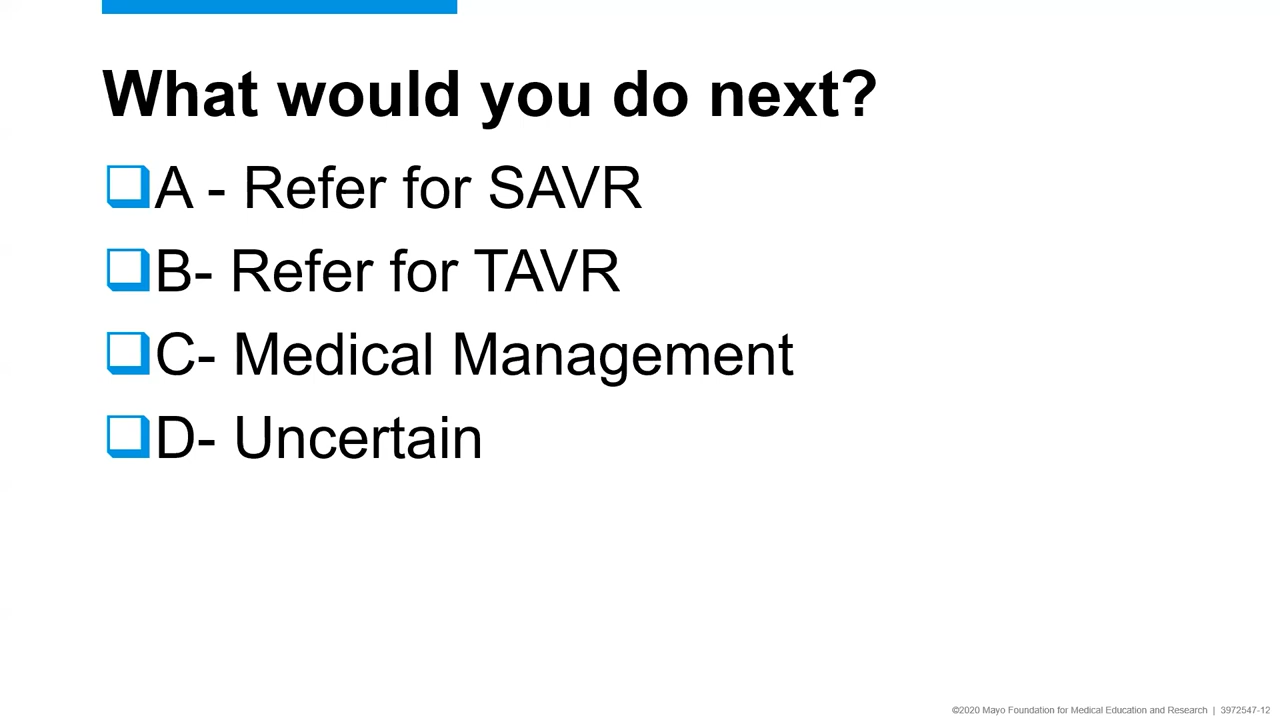 What would you do next?
A - Refer for SAVR
B- Refer for TAVR
C- Medical Management
D- Uncertain
©2020 Mayo Foundation for Medical Education and Research | 3972547-12